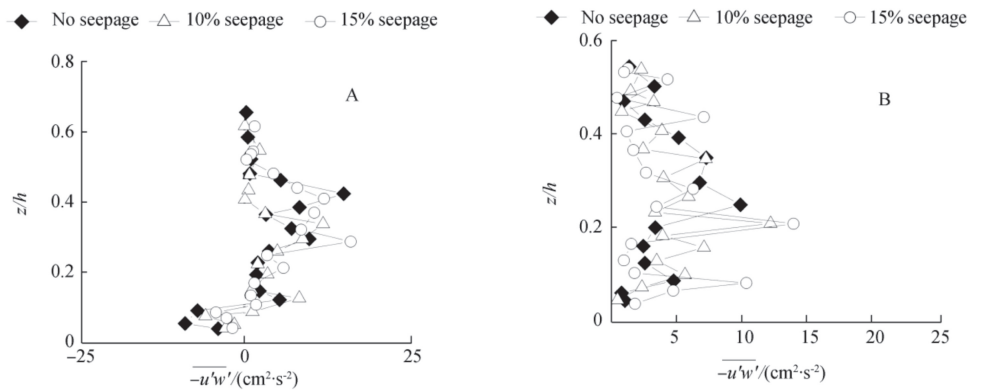 No seepage 10% seepage 15% seepage
0.8
A
0.6
z/h
0.4
0.2
0
−25 0 25
−u′w′/(cm²·s⁻²)
No seepage 10% seepage 15% seepage
0.6
B
0.4
z/h
0.2
0
5 10 15 20 25
−u′w′/(cm²·s⁻²)